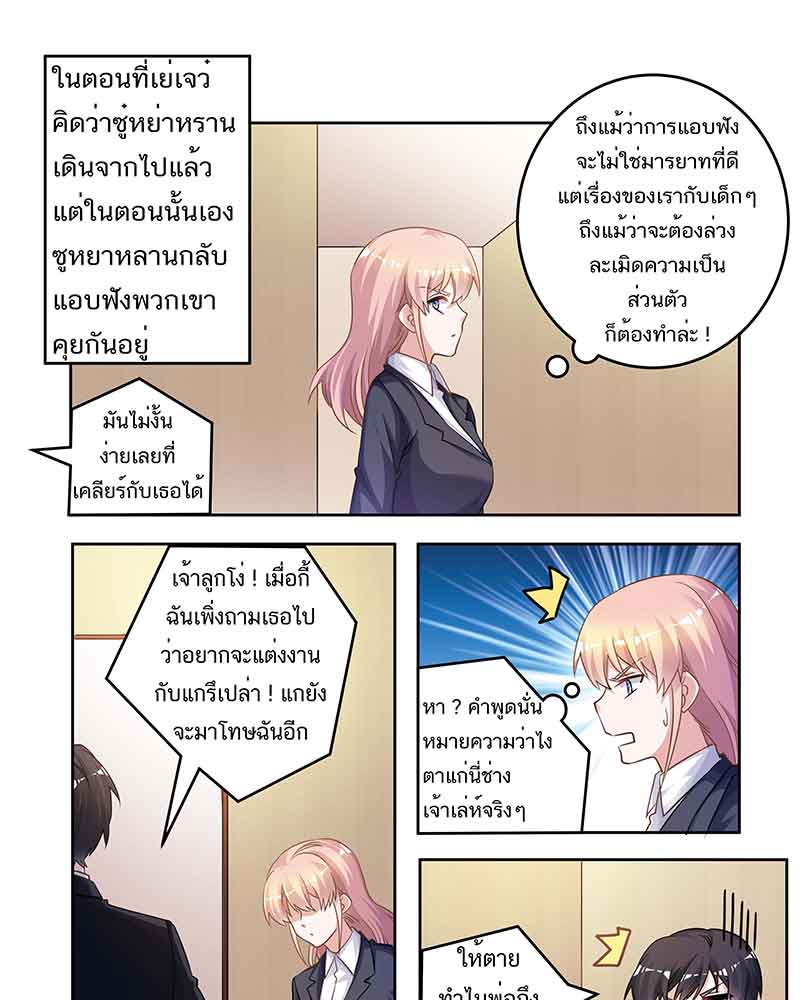 ในตอนที่เย่เจว๋
คิดว่าซู๋หย่าหราน
เดินจากไปแล้ว
แต่ในตอนนั้นเอง
ซูหยาหลานกลับ
แอบฟังพวกเขา
คุยกันอยู่
ถึงแม้ว่าการแอบฟัง
จะไม่ใช่มารยาทที่ดี
แต่เรื่องของเรากับเด็กๆ
ถึงแม้ว่าจะต้องล่วง
ละเมิดความเป็น
ส่วนตัว
ก็ต้องทำล่ะ !
มันไม่งั้น
ง่ายเลยที่
เคลียร์กับเธอได้
เจ้าลูกโง่ ! เมื่อกี้
ฉันเพิ่งถามเธอไป
ว่าอยากจะแต่งงาน
กับแกรึเปล่า ! แกยัง
จะมาโทษฉันอีก
หา ? คำพูดนั่น
หมายความว่าไง
ตาแก่นี่ช่าง
เจ้าเล่ห์จริงๆ
ให้ตาย
ทำไมพ่อถึง